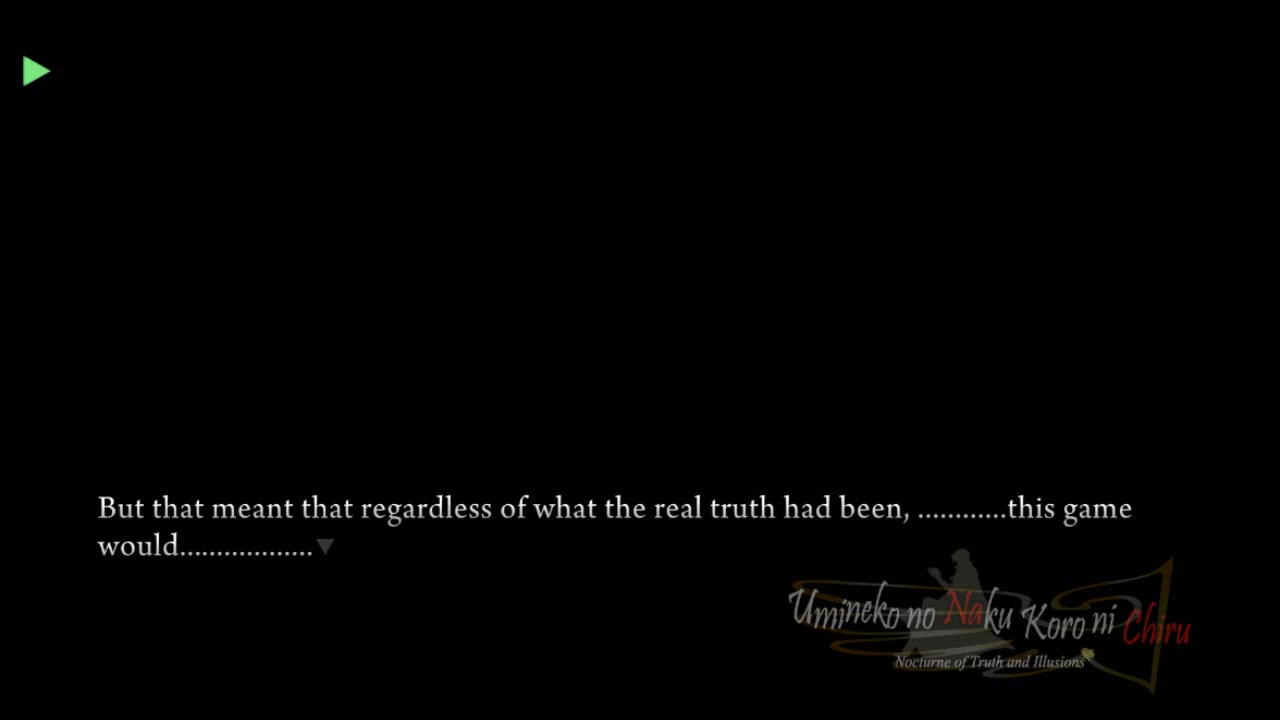 But that meant that regardless of what the real truth had been, ............this game
would..................
Umineko no Naku Koro ni Chiru
Nocturne of Truth and Illusions